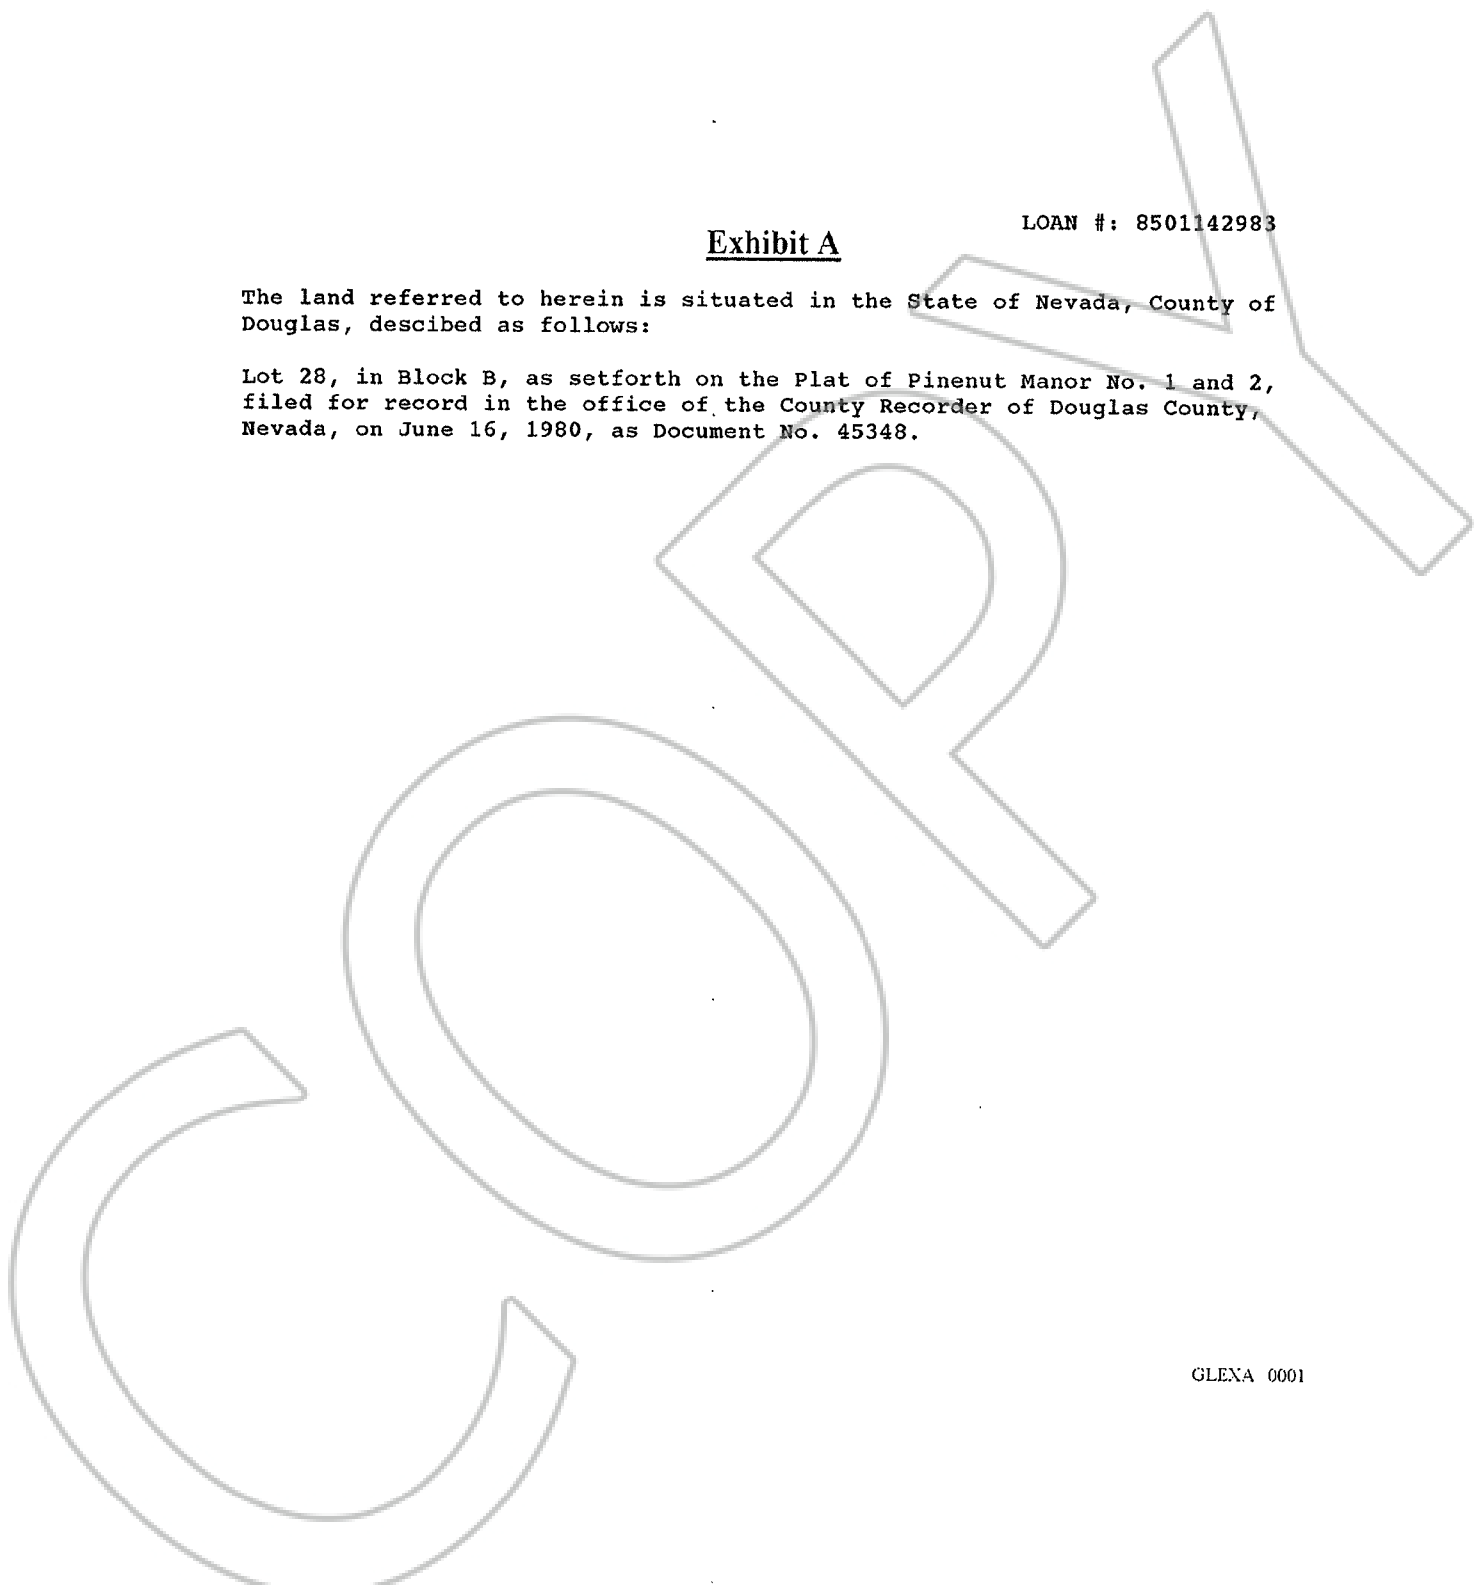 LOAN #: 8501142983
Exhibit A
The land referred to herein is situated in the State of Nevada, County of
Douglas, descibed as follows:
Lot 28, in Block B, as setforth on the Plat of Pinenut Manor No. 1 and 2,
filed for record in the office of the County Recorder of Douglas County,
Nevada, on June 16, 1980, as Document No. 45348.
COPY
GLEXA 0001